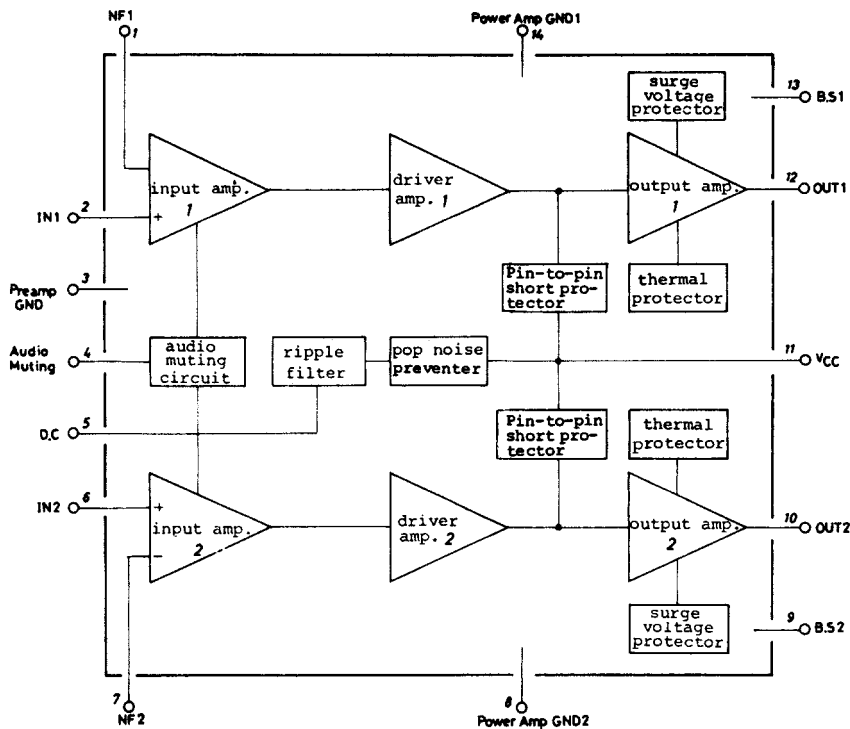 NF1
1
Power Amp GND1
14
surge
voltage
protector
13
B.S1
input amp.
1
+
driver
amp. 1
output amp.
1
12
OUT1
IN1
2
Preamp
GND
3
Pin-to-pin
short pro-
tector
thermal
protector
Audio
Muting
4
audio
muting
circuit
ripple
filter
pop noise
preventer
11
VCC
D.C
5
Pin-to-pin
short pro-
tector
thermal
protector
IN2
6
+
input amp.
2
−
driver
amp. 2
output amp.
2
10
OUT2
surge
voltage
protector
9
B.S2
7
NF2
8
Power Amp GND2